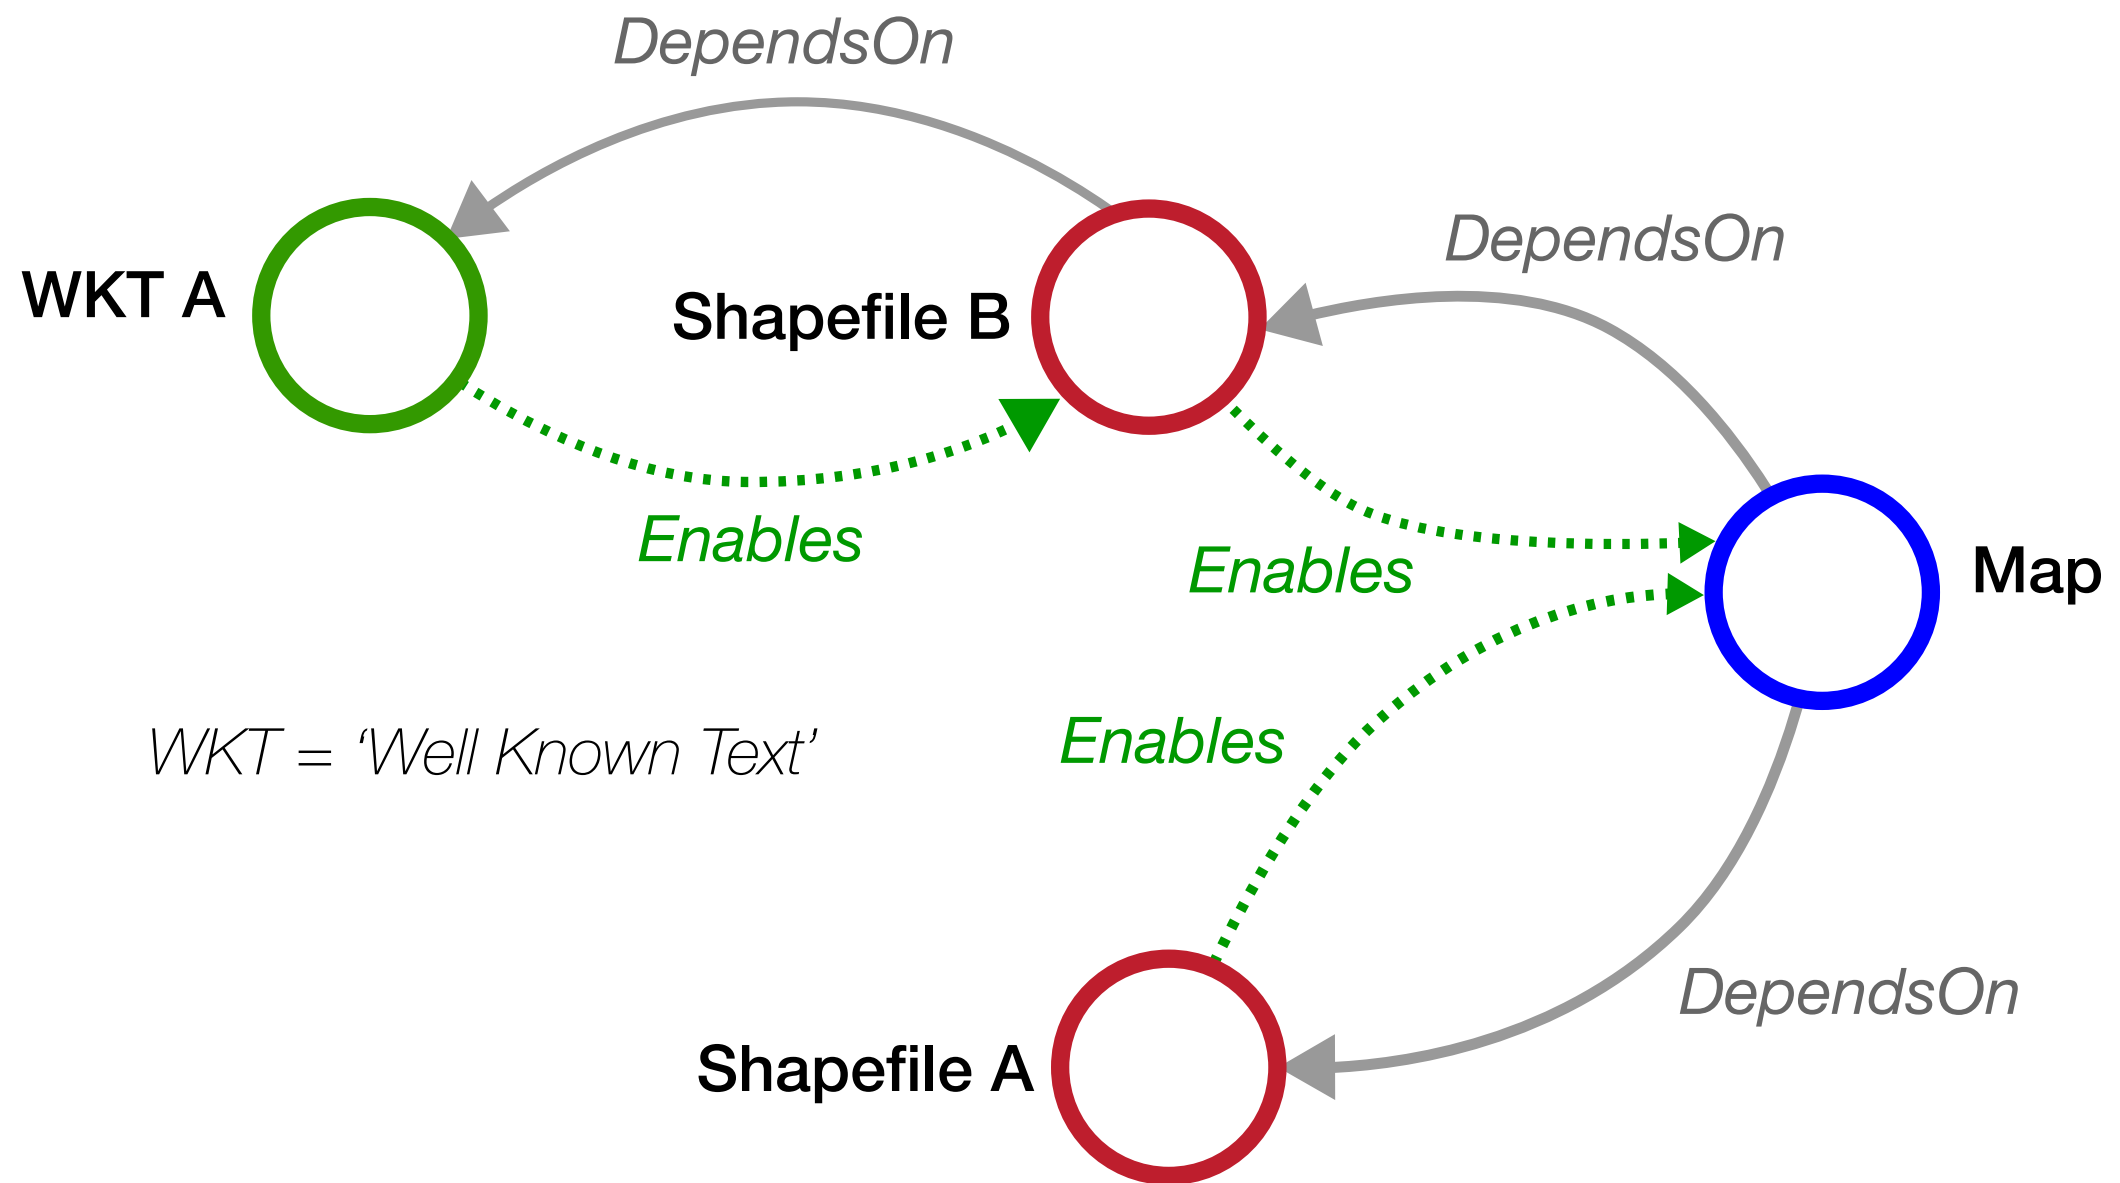 DependsOn
DependsOn
WKT A
Shapefile B
Enables
Enables
Map
Enables
WKT = ‘Well Known Text’
DependsOn
Shapefile A